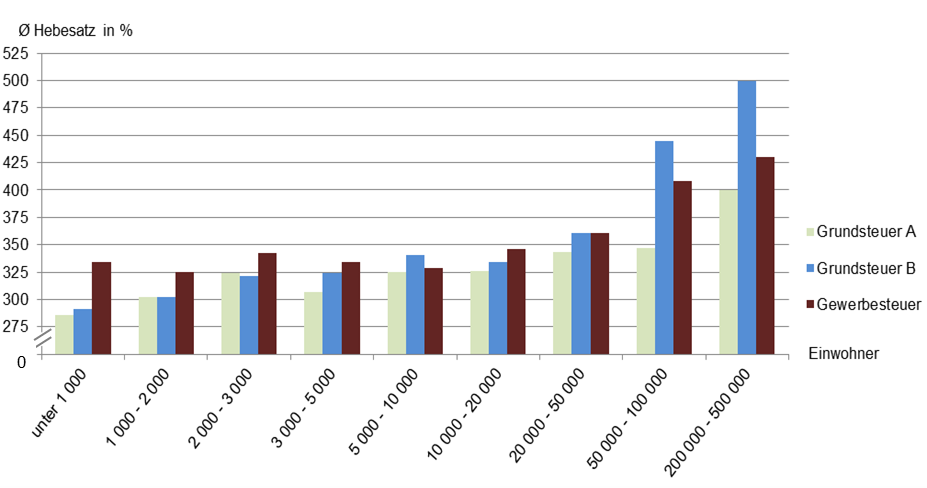 Ø Hebesatz in %
525
500
475
450
425
400
375
350
325
300
275
0
unter 1 000
1 000 - 2 000
2 000 - 3 000
3 000 - 5 000
5 000 - 10 000
10 000 - 20 000
20 000 - 50 000
50 000 - 100 000
200 000 - 500 000
Grundsteuer A
Grundsteuer B
Gewerbesteuer
Einwohner